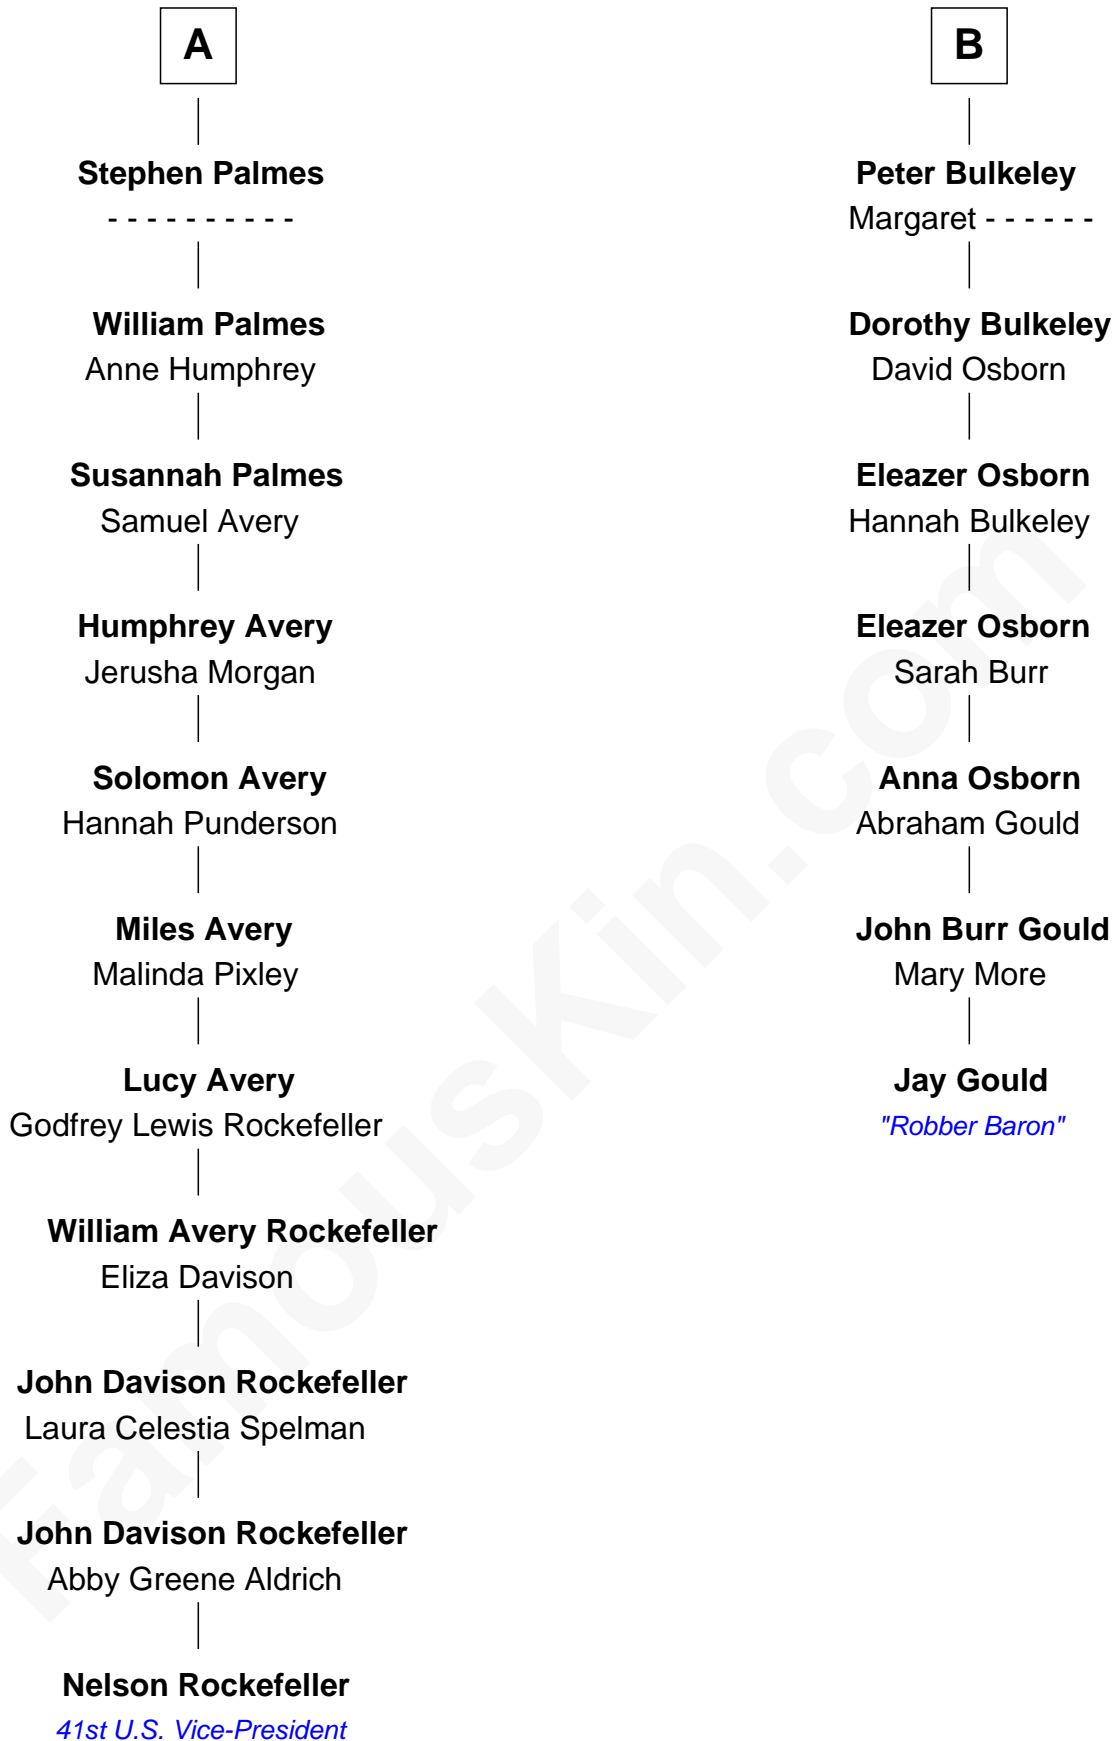 A
Stephen Palmes
- - - - - - - - - -
William Palmes
Anne Humphrey
Susannah Palmes
Samuel Avery
Humphrey Avery
Jerusha Morgan
Solomon Avery
Hannah Punderson
Miles Avery
Malinda Pixley
Lucy Avery
Godfrey Lewis Rockefeller
William Avery Rockefeller
Eliza Davison
John Davison Rockefeller
Laura Celestia Spelman
John Davison Rockefeller
Abby Greene Aldrich
Nelson Rockefeller
41st U.S. Vice-President
B
Peter Bulkeley
Margaret - - - - - -
Dorothy Bulkeley
David Osborn
Eleazer Osborn
Hannah Bulkeley
Eleazer Osborn
Sarah Burr
Anna Osborn
Abraham Gould
John Burr Gould
Mary More
Jay Gould
"Robber Baron"
FamousKin.com